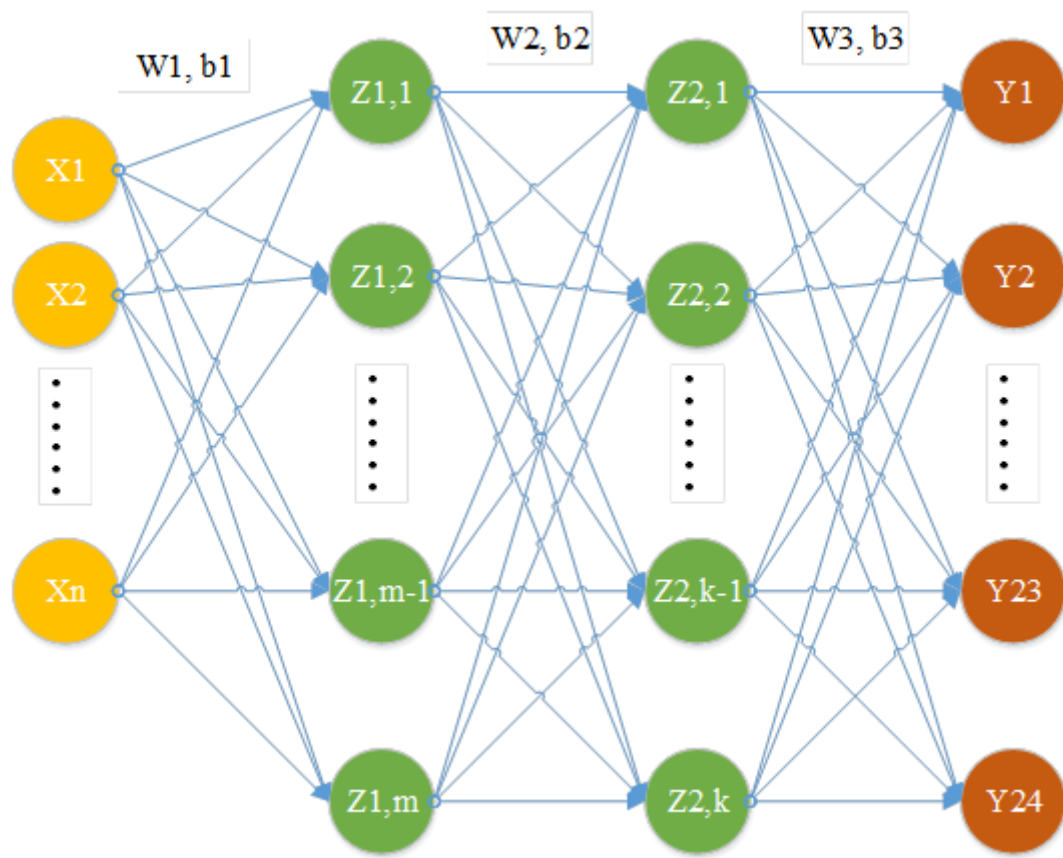 W1, b1
W2, b2
W3, b3
X1
X2
Xn
Z1,1
Z1,2
Z1,m-1
Z1,m
Z2,1
Z2,2
Z2,k-1
Z2,k
Y1
Y2
Y23
Y24